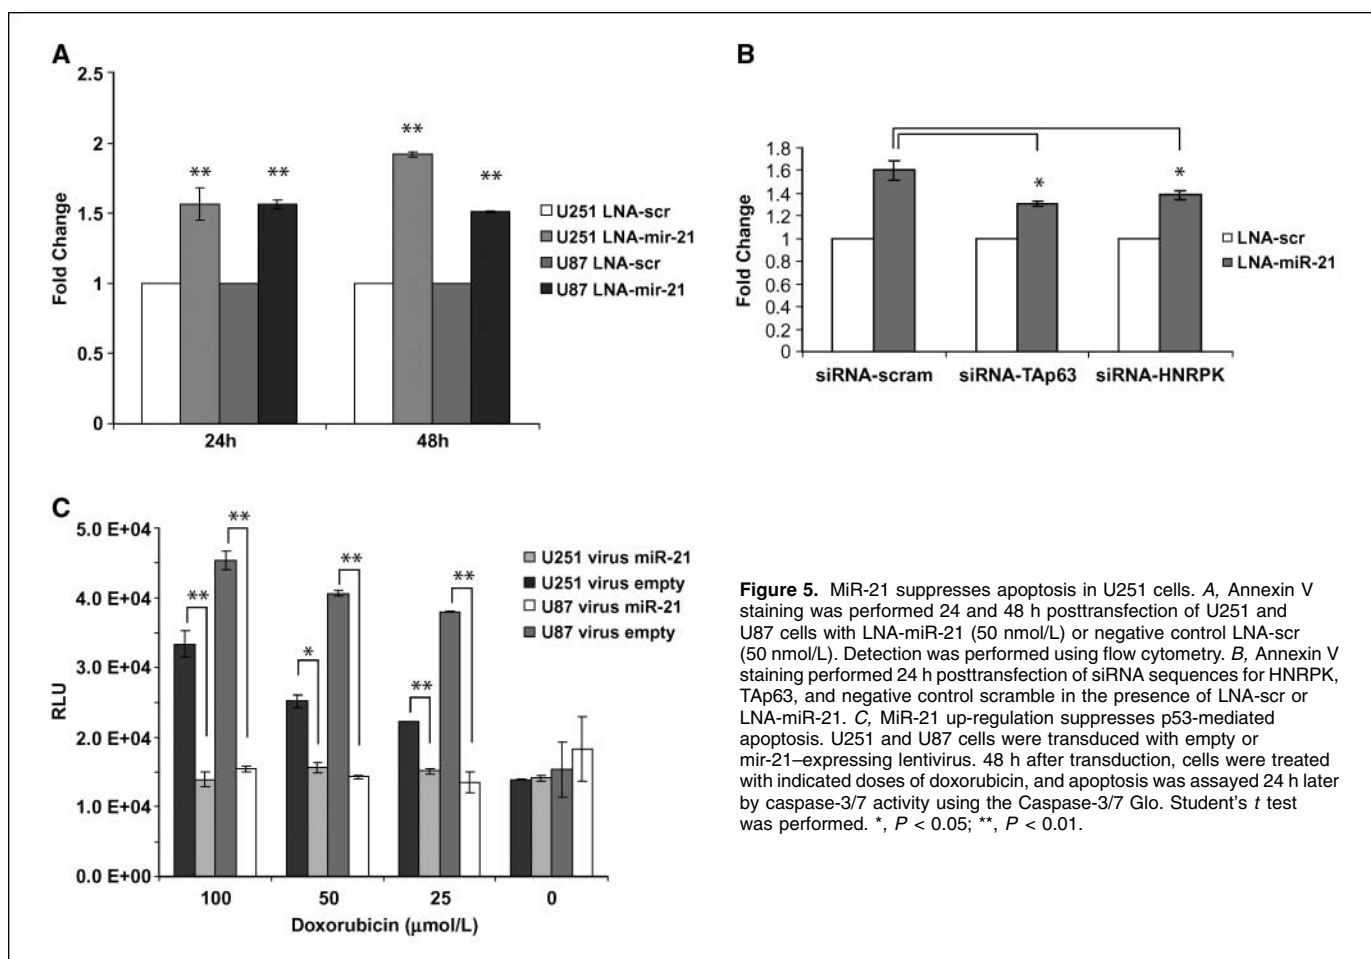 A
2.5
2
1.5
1
0.5
0
Fold Change
**
**
**
**
24h
48h
U251 LNA-scr
U251 LNA-mir-21
U87 LNA-scr
U87 LNA-mir-21
B
1.8
1.6
1.4
1.2
1
0.8
0.6
0.4
0.2
0
Fold Change
*
*
siRNA-scram
siRNA-TAp63
siRNA-HNRPK
LNA-scr
LNA-miR-21
C
5.0 E+04
4.0 E+04
3.0 E+04
2.0 E+04
1.0 E+04
0.0 E+00
RLU
**
**
*
**
**
**
100
50
25
0
Doxorubicin (μmol/L)
U251 virus miR-21
U251 virus empty
U87 virus miR-21
U87 virus empty
Figure 5. MiR-21 suppresses apoptosis in U251 cells. A, Annexin V
staining was performed 24 and 48 h posttransfection of U251 and
U87 cells with LNA-miR-21 (50 nmol/L) or negative control LNA-scr
(50 nmol/L). Detection was performed using flow cytometry. B, Annexin V
staining performed 24 h posttransfection of siRNA sequences for HNRPK,
TAp63, and negative control scramble in the presence of LNA-scr or
LNA-miR-21. C, MiR-21 up-regulation suppresses p53-mediated
apoptosis. U251 and U87 cells were transduced with empty or
mir-21–expressing lentivirus. 48 h after transduction, cells were treated
with indicated doses of doxorubicin, and apoptosis was assayed 24 h later
by caspase-3/7 activity using the Caspase-3/7 Glo. Student's t test
was performed. *, P < 0.05; **, P < 0.01.